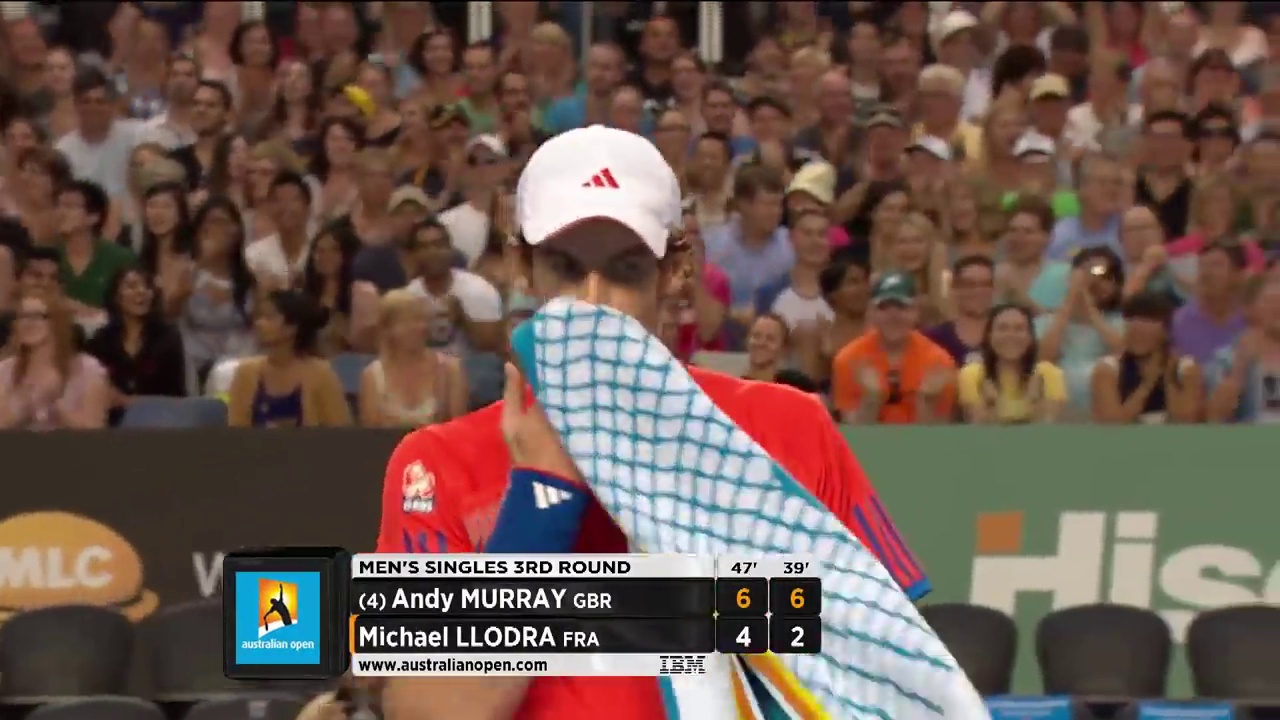 MLC
W
Hise
MEN'S SINGLES 3RD ROUND 47' 39'
(4) Andy MURRAY GBR 6 6
Michael LLODRA FRA 4 2
www.australianopen.com IBM
australian open